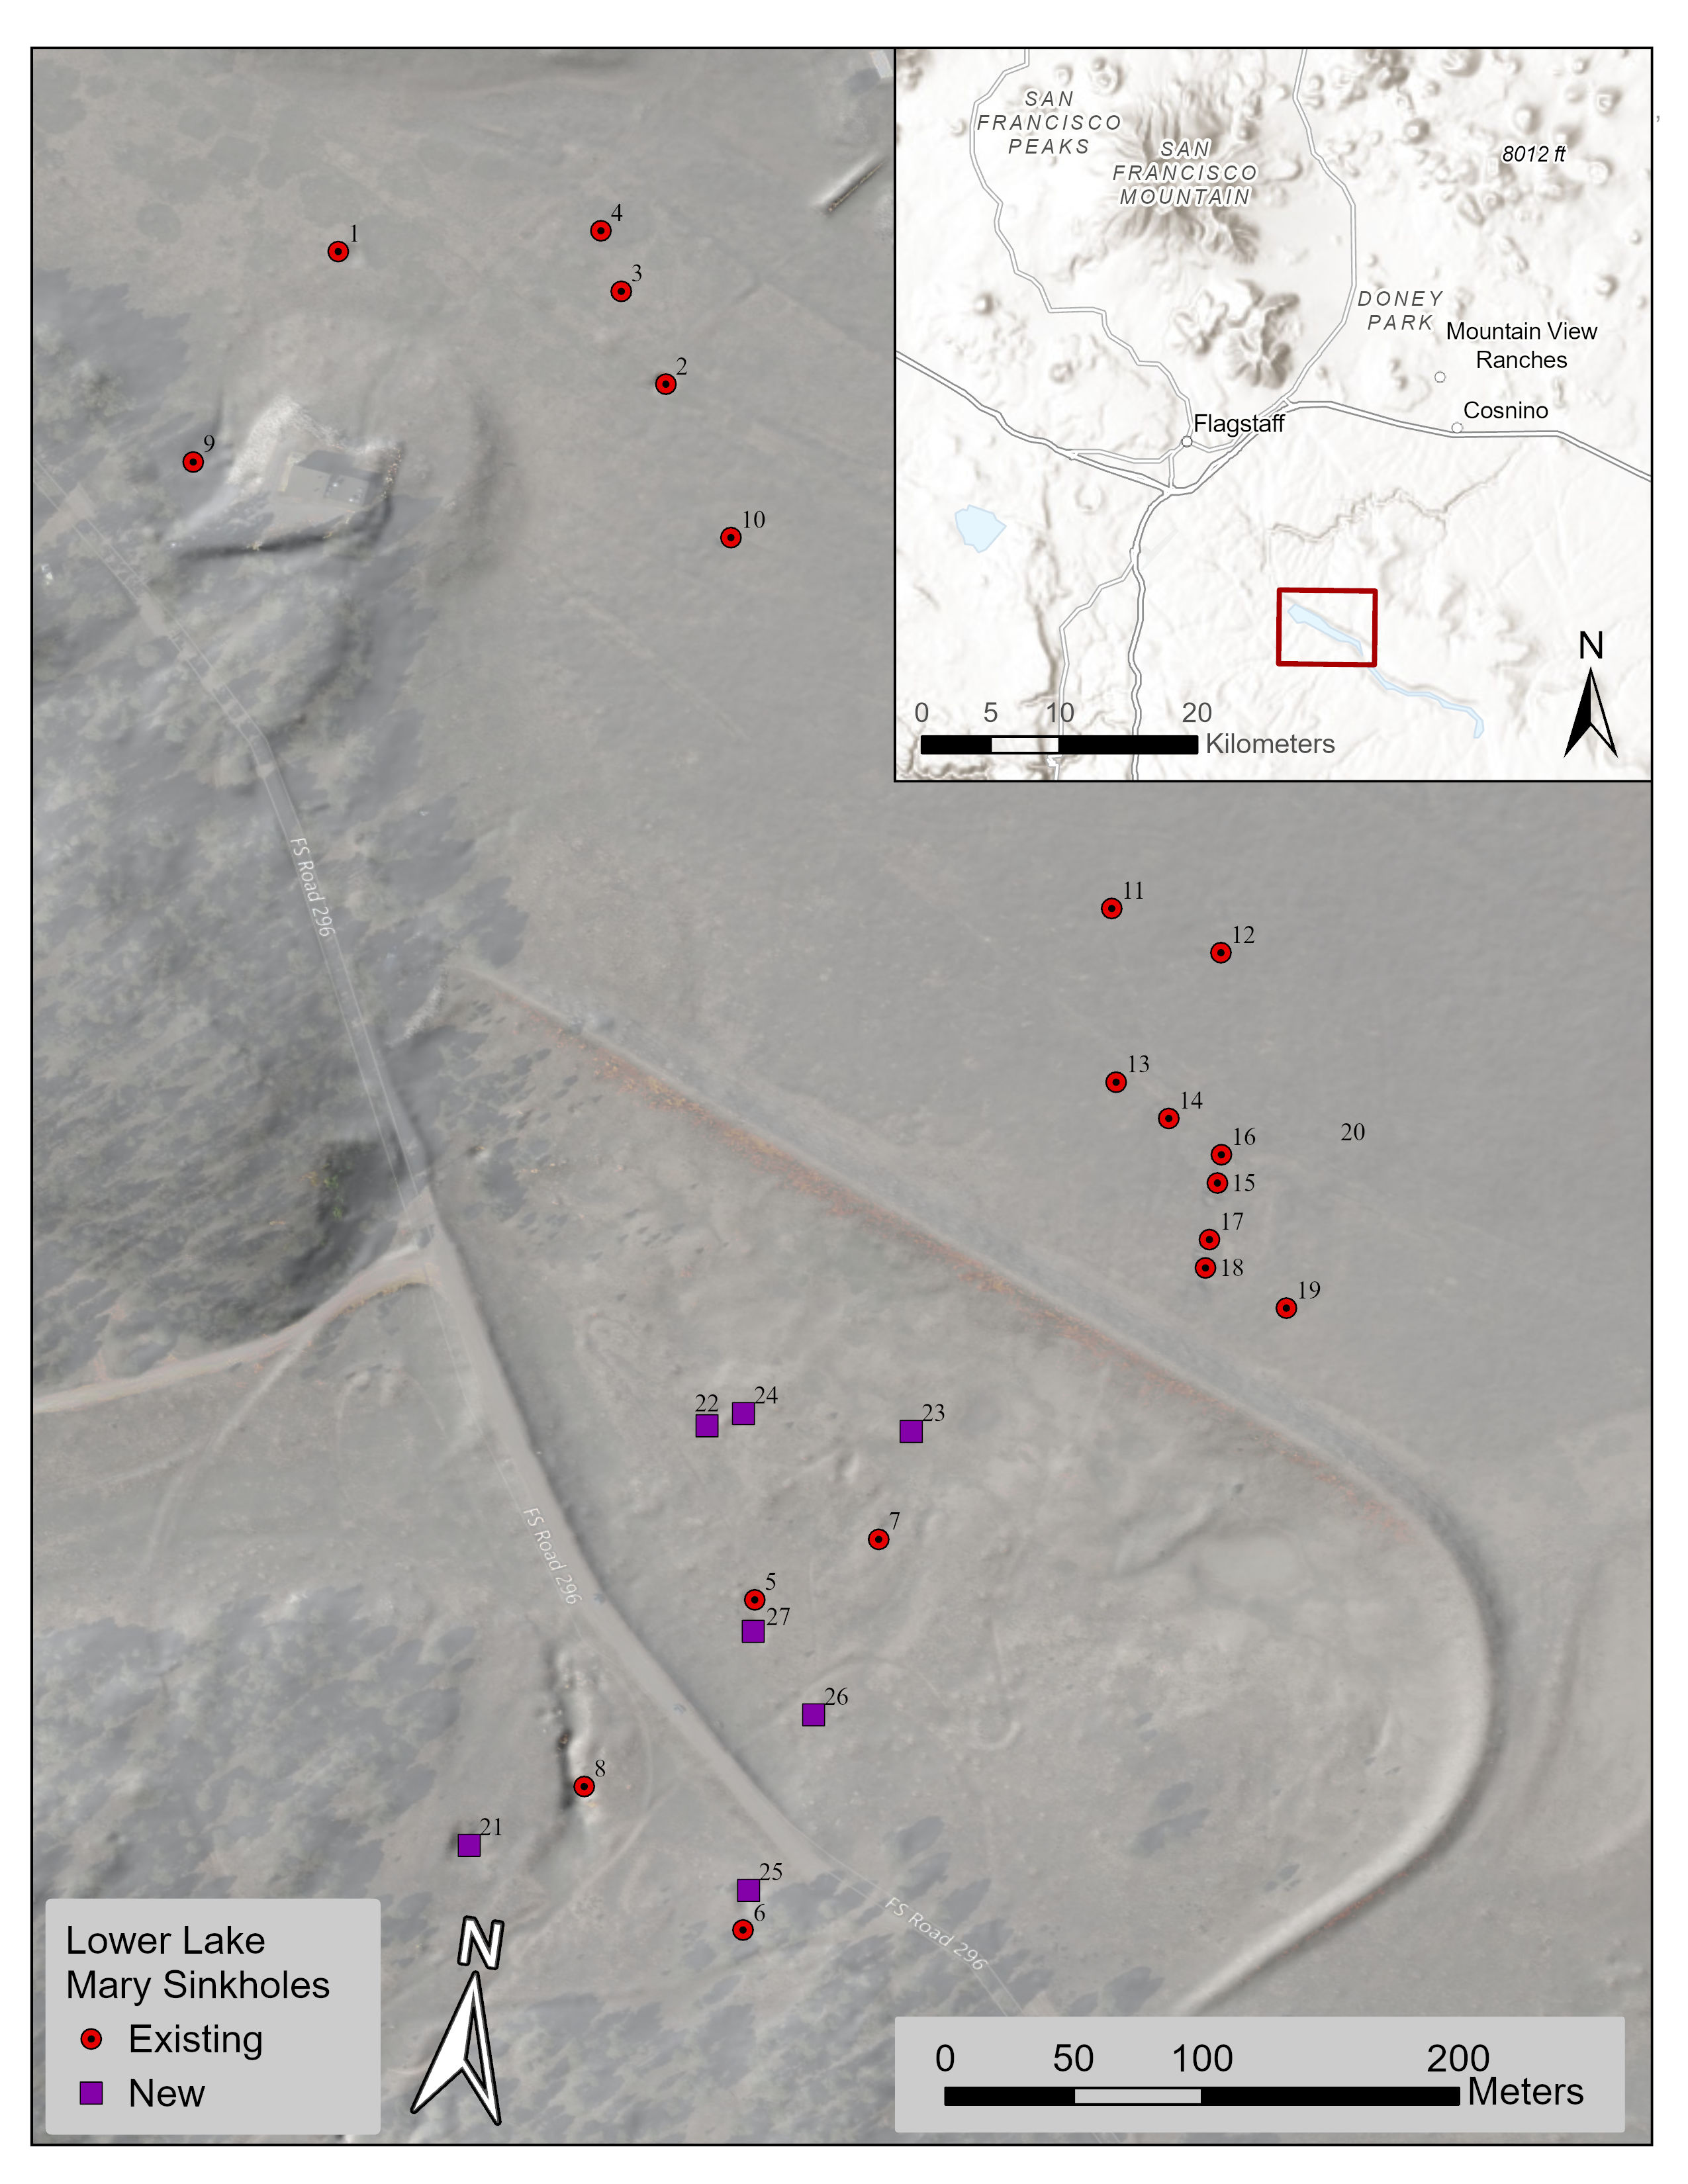 SAN
FRANCISCO
PEAKS
SAN
FRANCISCO
MOUNTAIN
8012 ft
,
DONEY
PARK
Mountain View
Ranches
Cosnino
Flagstaff
N
0 5 10 20
Kilometers
1
4
3
2
9
10
FS Road 296
11
12
13
14
20
16
15
17
18
19
22
24
23
FS Road 296
7
5
27
26
8
21
25
6
FS Road 296
Lower Lake
Mary Sinkholes
Existing
New
N
0 50 100 200
Meters